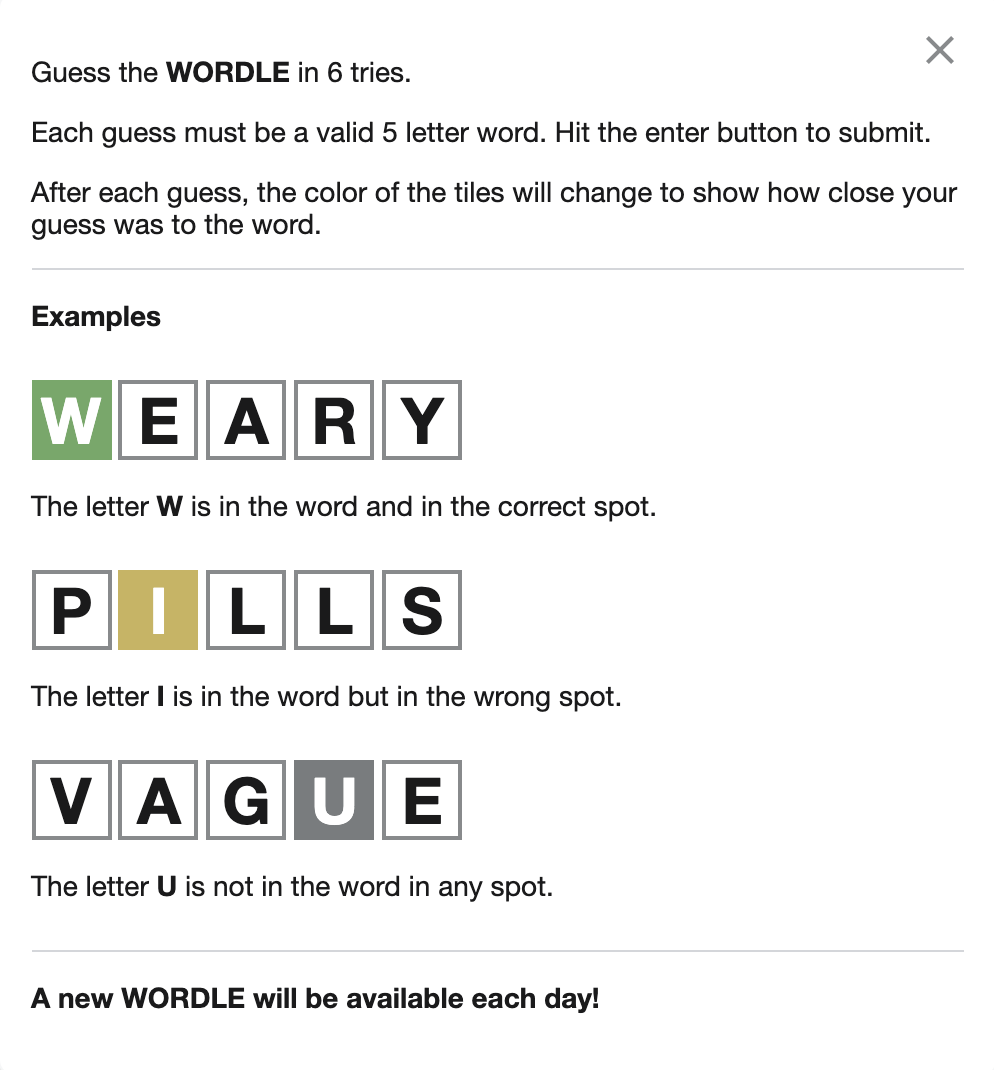 Guess the WORDLE in 6 tries.
Each guess must be a valid 5 letter word. Hit the enter button to submit.
After each guess, the color of the tiles will change to show how close your
guess was to the word.
Examples
WEARY
The letter W is in the word and in the correct spot.
PILLS
The letter I is in the word but in the wrong spot.
VAGUE
The letter U is not in the word in any spot.
A new WORDLE will be available each day!